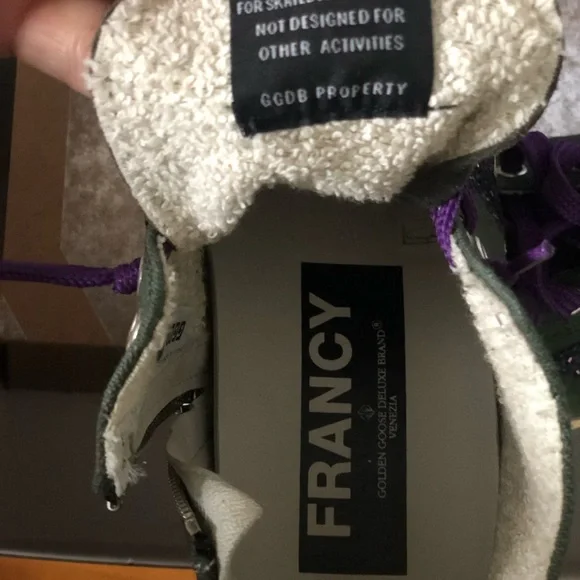 NOT DESIGNED FOR
OTHER ACTIVITIES
GGDB PROPERTY
FRANCY
GOLDEN GOOSE DELUXE BRAND®
VENEZIA